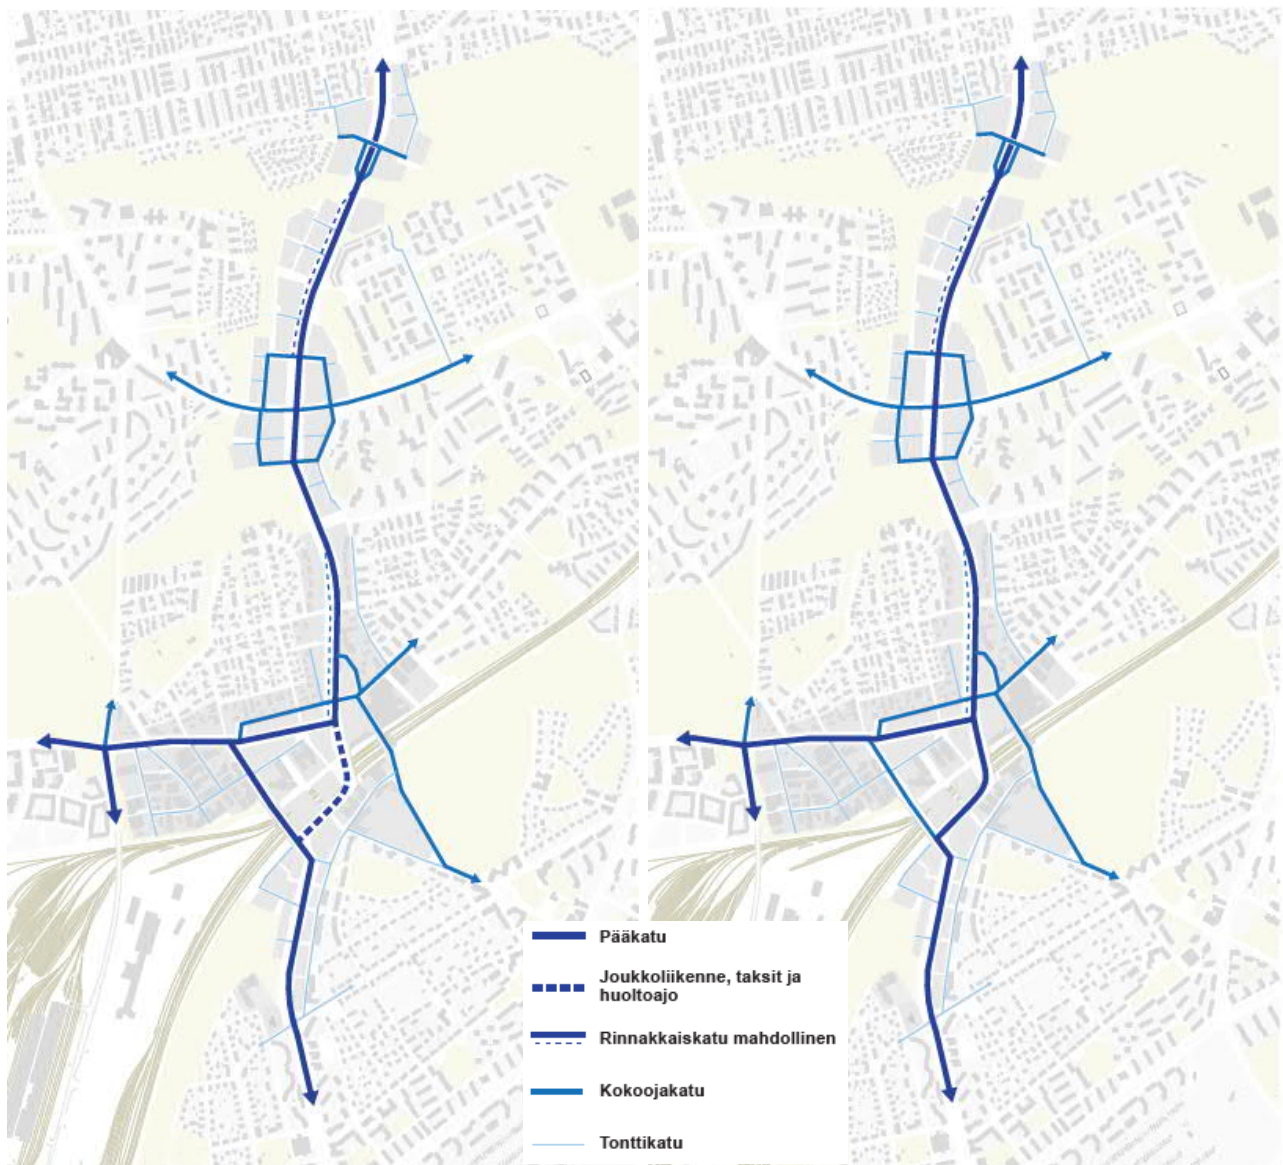 Pääkatu
Joukkoliikenne, taksit ja
huoltoajo
Rinnakkaiskatu mahdollinen
Kokoojakatu
Tonttikatu